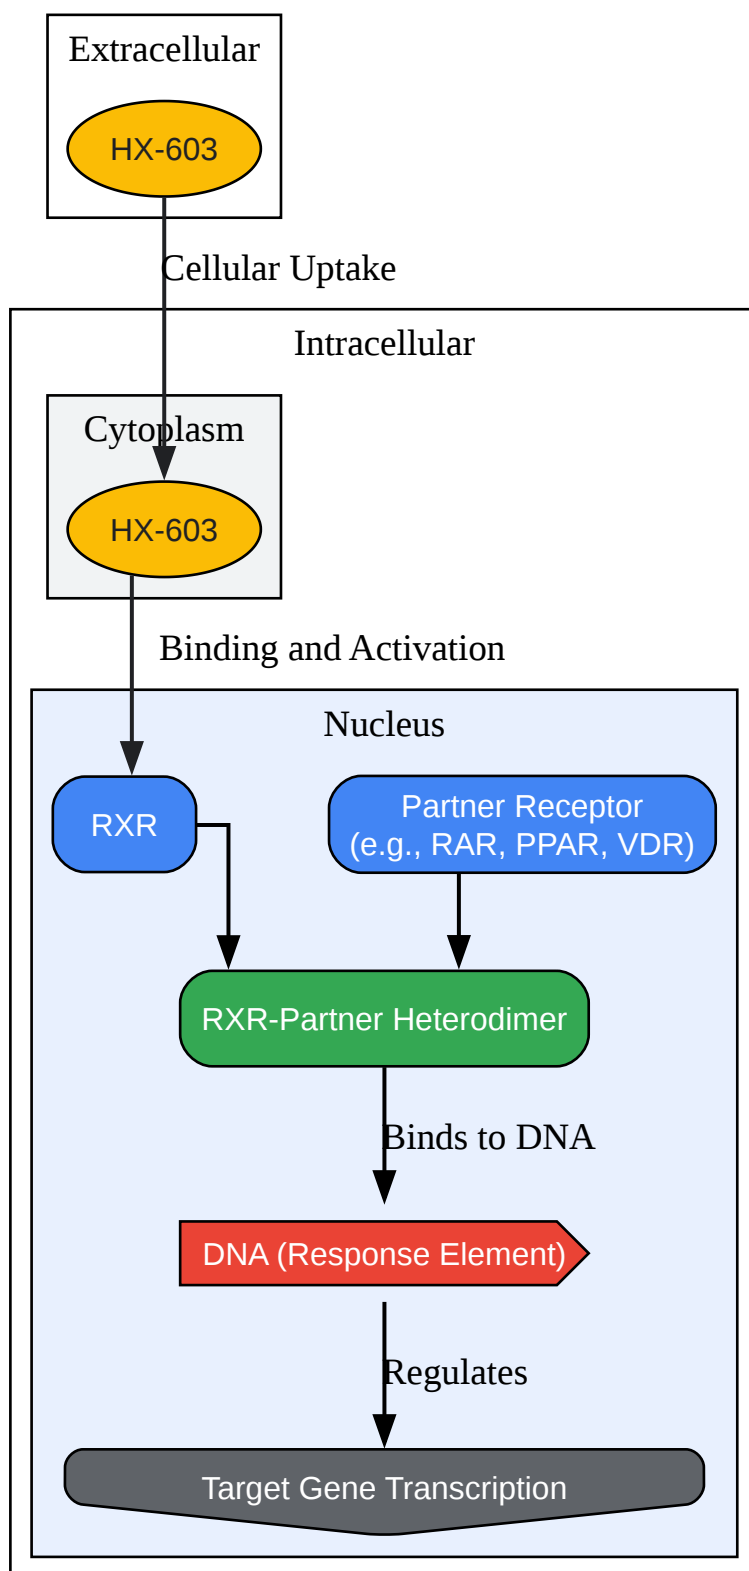 Extracellular
HX-603
Cellular Uptake
Intracellular
Cytoplasm
HX-603
Binding and Activation
Nucleus
RXR
Partner Receptor
(e.g., RAR, PPAR, VDR)
RXR-Partner Heterodimer
Binds to DNA
DNA (Response Element)
Regulates
Target Gene Transcription